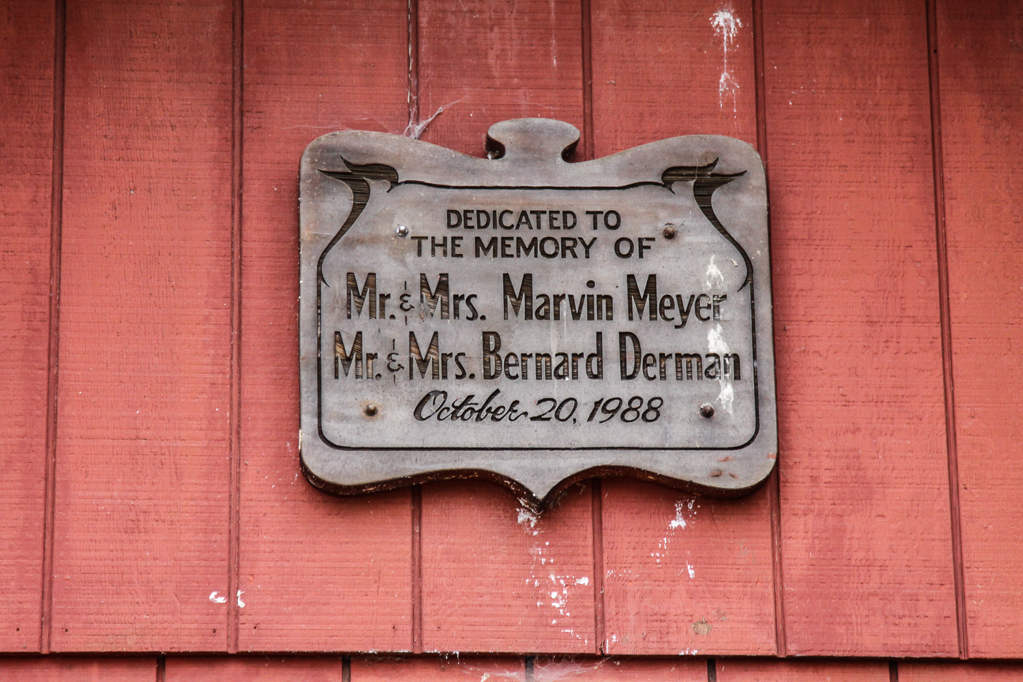 DEDICATED TO
THE MEMORY OF
Mr. & Mrs. Marvin Meyer
Mr. & Mrs. Bernard Derman
October 20, 1988